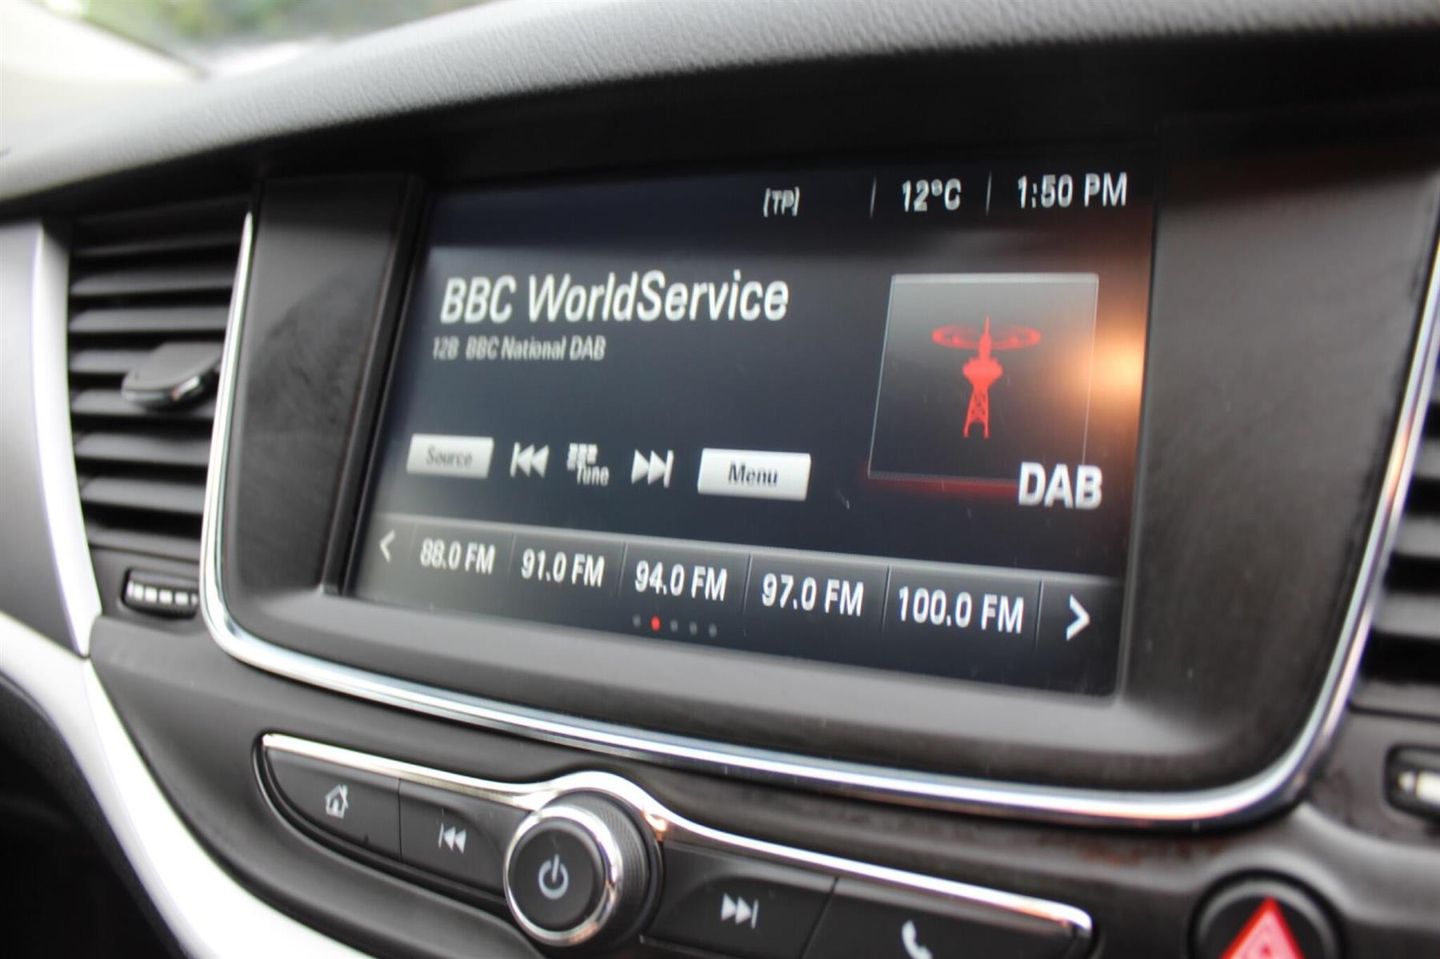 [TP] 12°C 1:50 PM
BBC WorldService
12B BBC National DAB
Source Tune Menu
DAB
88.0 FM 91.0 FM 94.0 FM 97.0 FM 100.0 FM